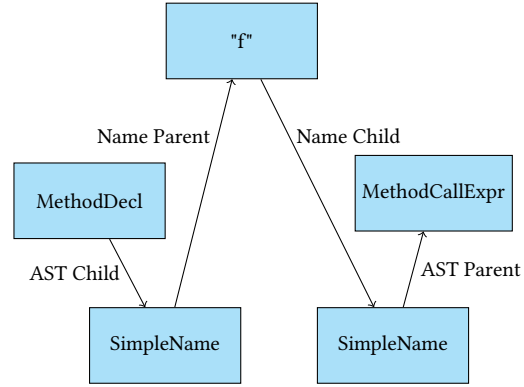 "f"
Name Parent
Name Child
MethodDecl
MethodCallExpr
AST Child
AST Parent
SimpleName
SimpleName